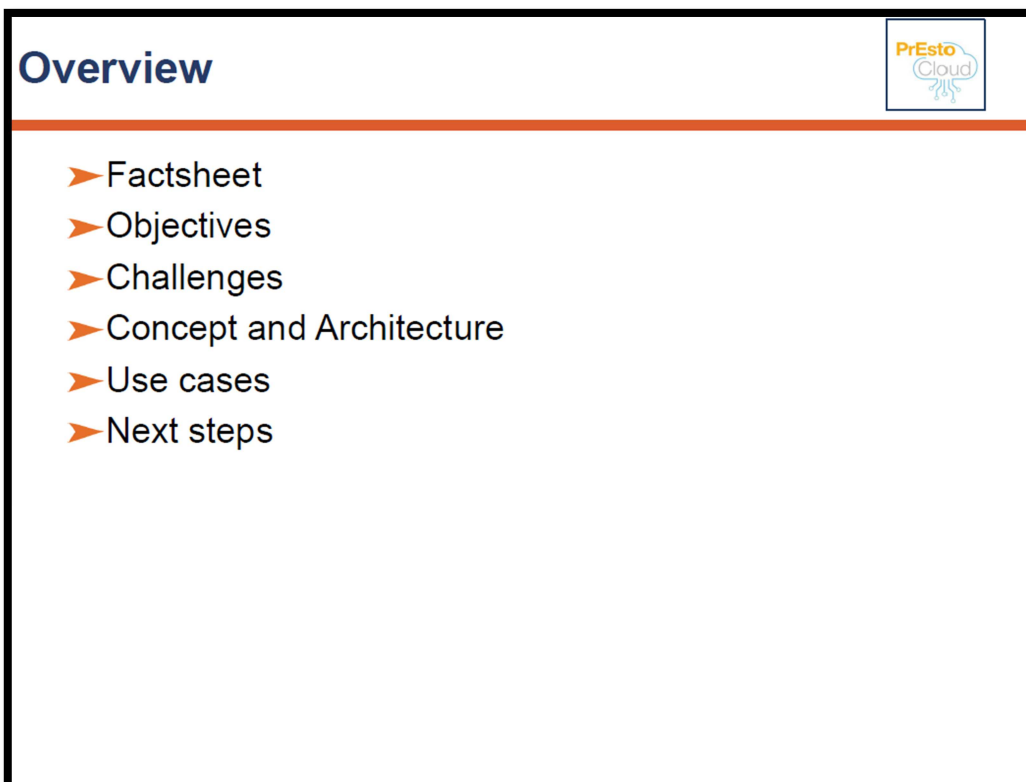 Overview
PrEsto
Cloud
Factsheet
Objectives
Challenges
Concept and Architecture
Use cases
Next steps